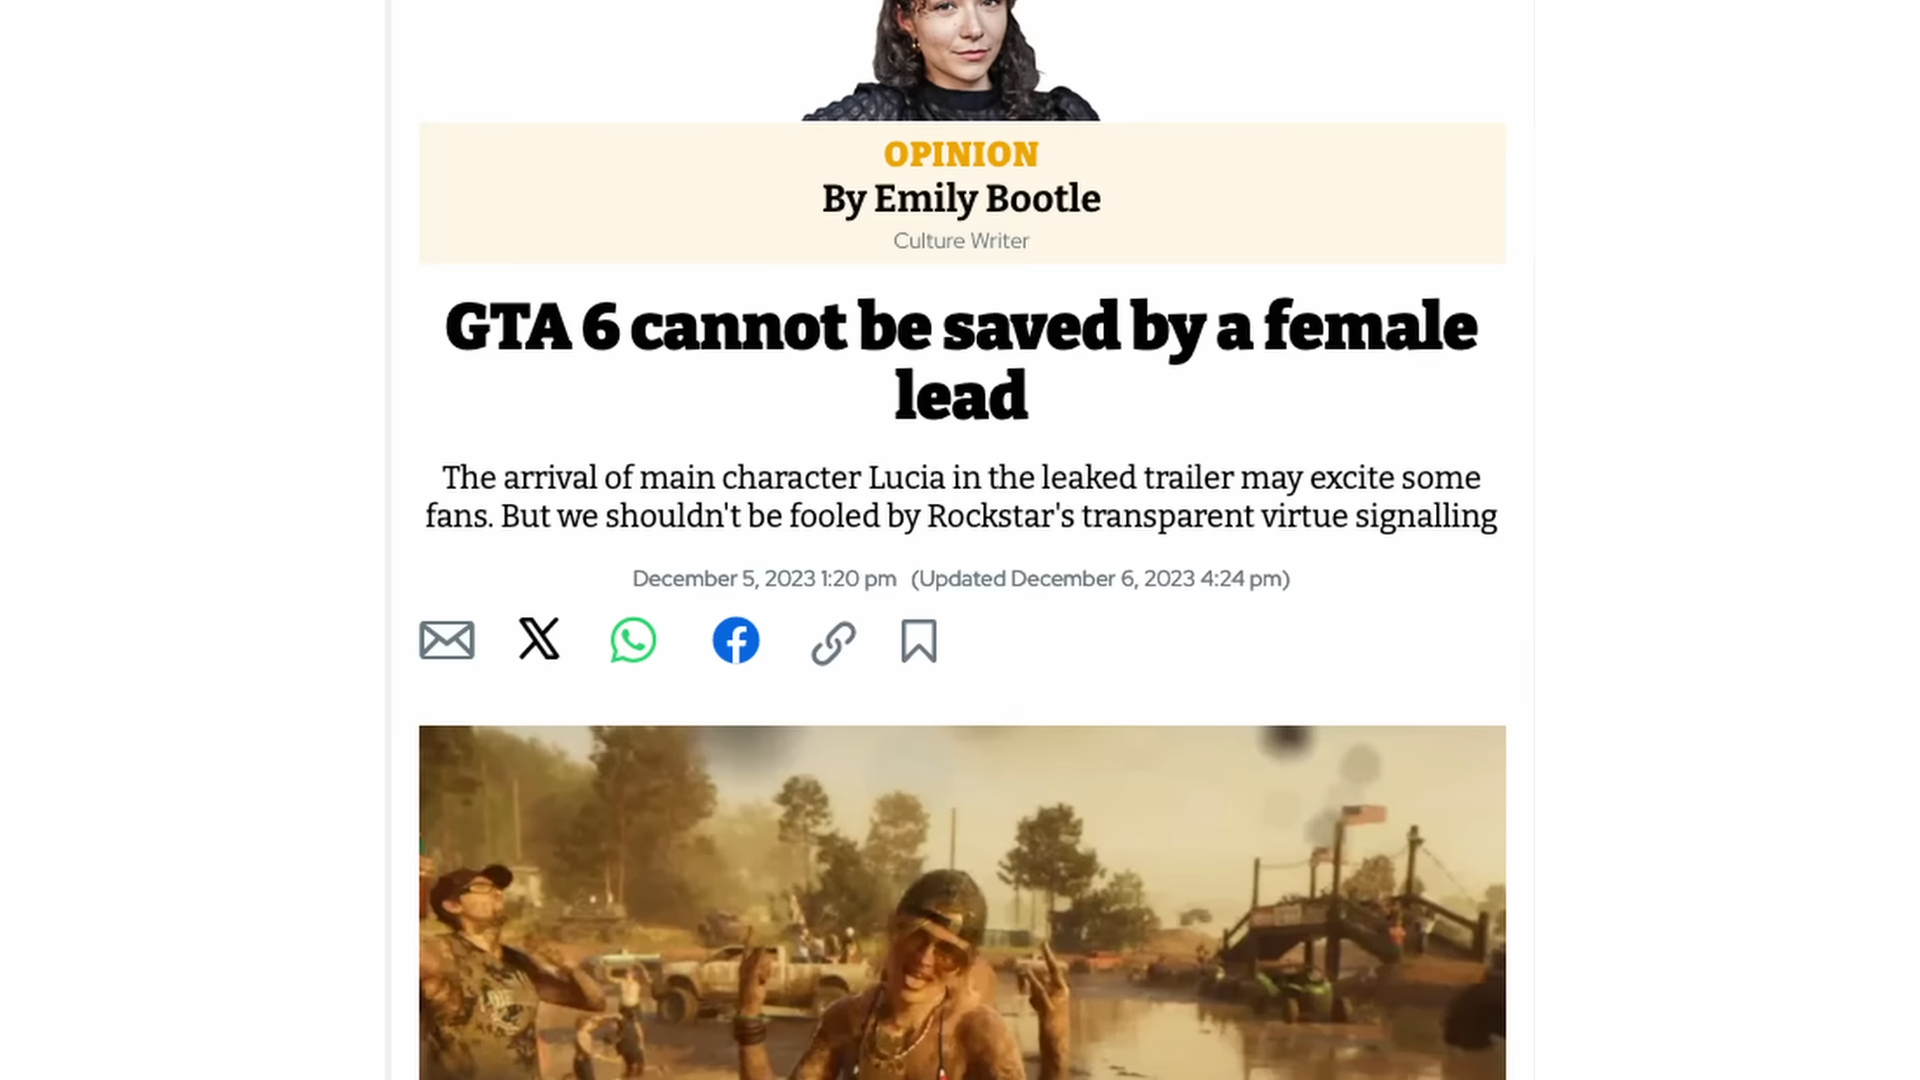 OPINION
By Emily Bootle
Culture Writer
GTA 6 cannot be saved by a female
lead
The arrival of main character Lucia in the leaked trailer may excite some
fans. But we shouldn't be fooled by Rockstar's transparent virtue signalling
December 5, 2023 1:20 pm (Updated December 6, 2023 4:24 pm)